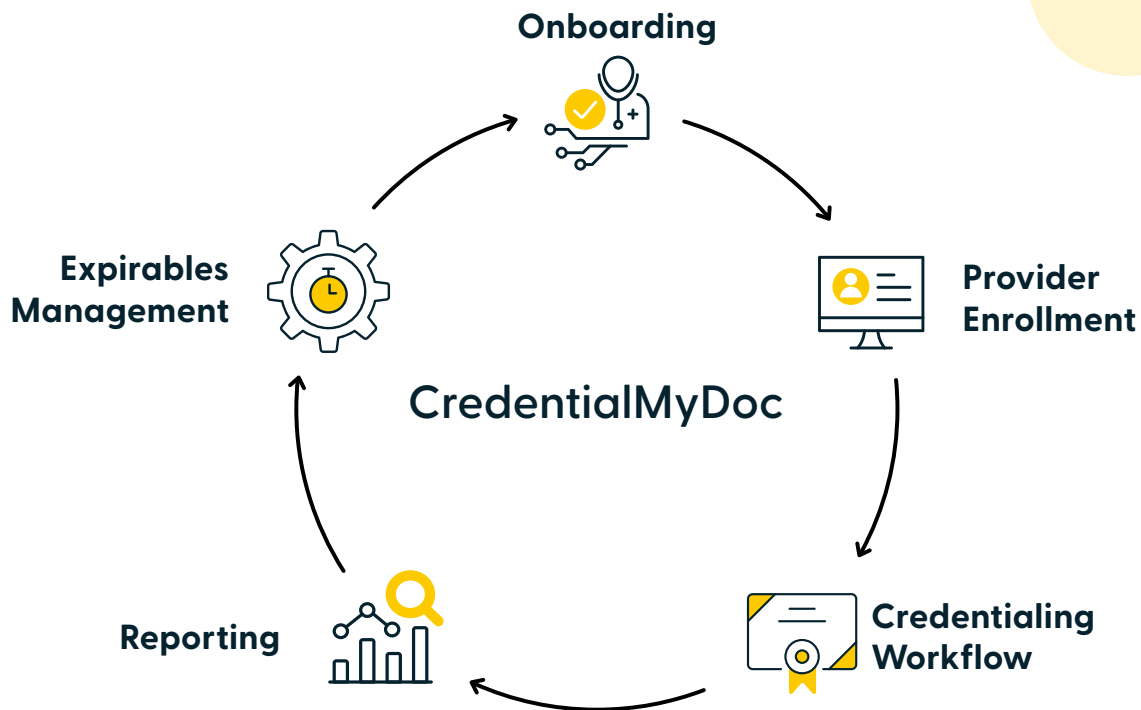 Onboarding
Provider
Enrollment
Credentialing
Workflow
Reporting
Expirables
Management
CredentialMyDoc